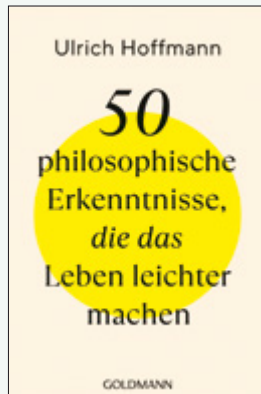 Ulrich Hoffmann
50
philosophische
Erkenntnisse,
die das
Leben leichter
machen
GOLDMANN